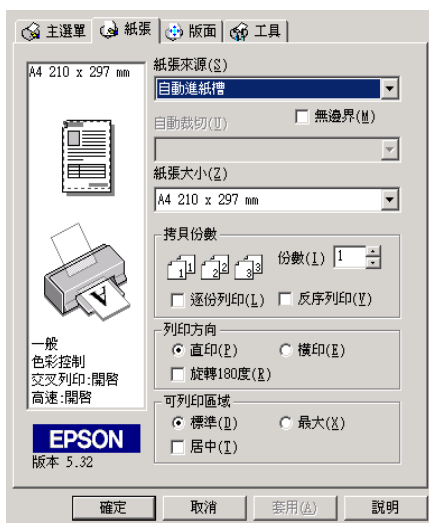 主選單 紙張 版面 工具
A4 210 x 297 mm
一般
色彩控制
交叉列印:開啓
高速:開啓
EPSON
版本 5.32
紙張來源(S)
自動進紙槽
自動裁切(U)
無邊界(M)
紙張大小(Z)
A4 210 x 297 mm
拷貝份數
1 1 2 2 3 3
份數(I) 1
逐份列印(L) 反序列印(V)
列印方向
直印(P) 橫印(E)
旋轉180度(R)
可列印區域
標準(D) 最大(X)
居中(T)
確定 取消 套用(A) 說明